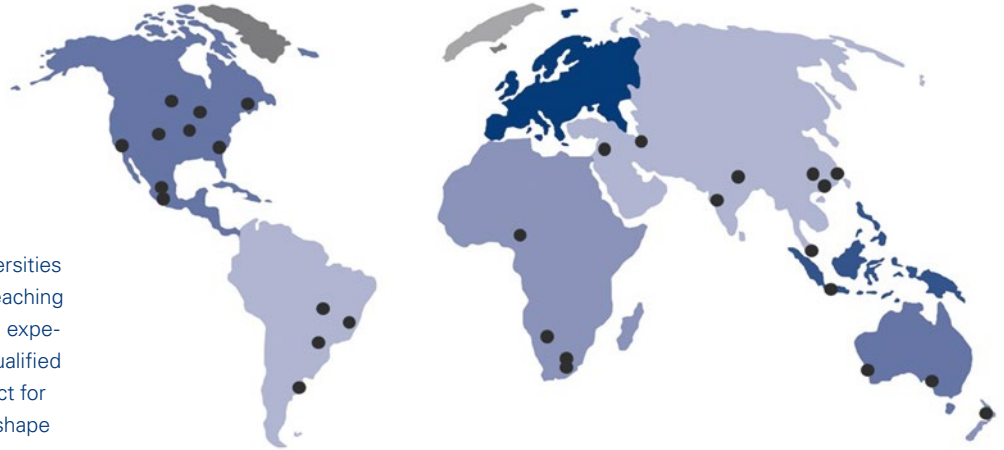 ersities
eaching
expe-
ualified
ct for
shape